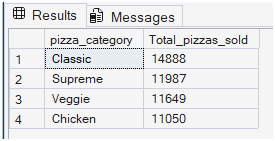 Results Messages
pizza_category Total_pizzas_sold
1 Classic 14888
2 Supreme 11987
3 Veggie 11649
4 Chicken 11050